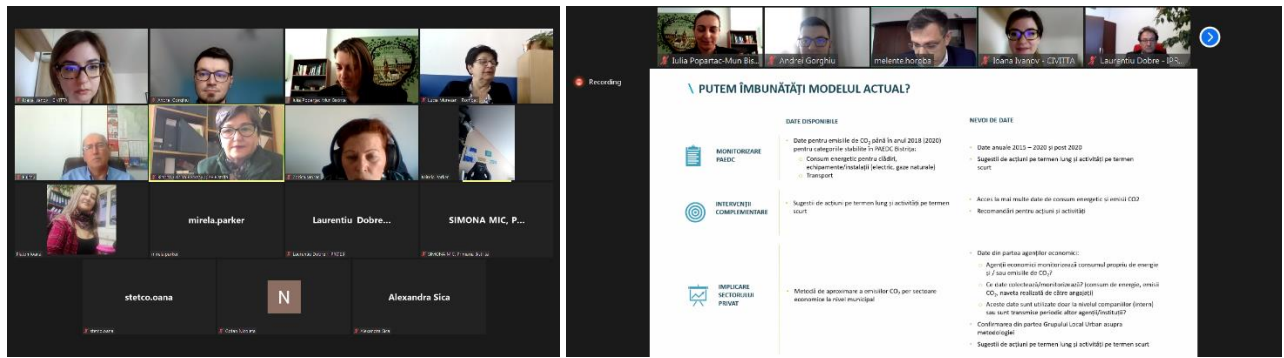 Andrei Gorghiu
Iulia Popartac-Mun Bistrita
mirela.parker
Laurentiu Dobre...
SIMONA MIC, P...
mirela.parker
stetco.oana
N
Alexandra Sica
stetco.oana
Alexandra Sica
Iulia Popartac-Mun Bis...
Andrei Gorghiu
melente.horoba
Ioana Ivanov - CIVITTA
Laurentiu Dobre - IPR...
Recording
\ PUTEM ÎMBUNĂTĂȚI MODELUL ACTUAL?
DATE DISPONIBILE
NEVOI DE DATE
MONITORIZARE
PAEDC
Date pentru emisiile de CO₂ până în anul 2018 (2020)
pentru categoriile stabilite în PAEDC Bistrița:
Consum energetic pentru clădiri,
echipamente/instalații (electric, gaze naturale)
Transport
Date anuale 2015 – 2020 și post 2020
Sugestii de acțiuni pe termen lung și activități pe termen
scurt
INTERVENȚII
COMPLEMENTARE
Sugestii de acțiuni pe termen lung și activități pe termen
scurt
Acces la mai multe date de consum energetic și emisii CO2
Recomandări pentru acțiuni și activități
IMPLICARE
SECTORULUI
PRIVAT
Metodă de aproximare a emisiilor CO₂ per sectoare
economice la nivel municipal
Date din partea agenților economici:
Agenții economici monitorizează consumul propriu de energie
și / sau emisiile de CO₂?
Ce date colectează/monitorizază? (consum de energie, emisii
CO₂, naveta realizată de către angajați)
Aceste date sunt utilizate doar la nivelul companiilor (intern)
sau sunt transmise periodic altor agenții/instituții?
Confirmarea din partea Grupului Local Urban asupra
metodologiei
Sugestii de acțiuni pe termen lung și activități pe termen scurt